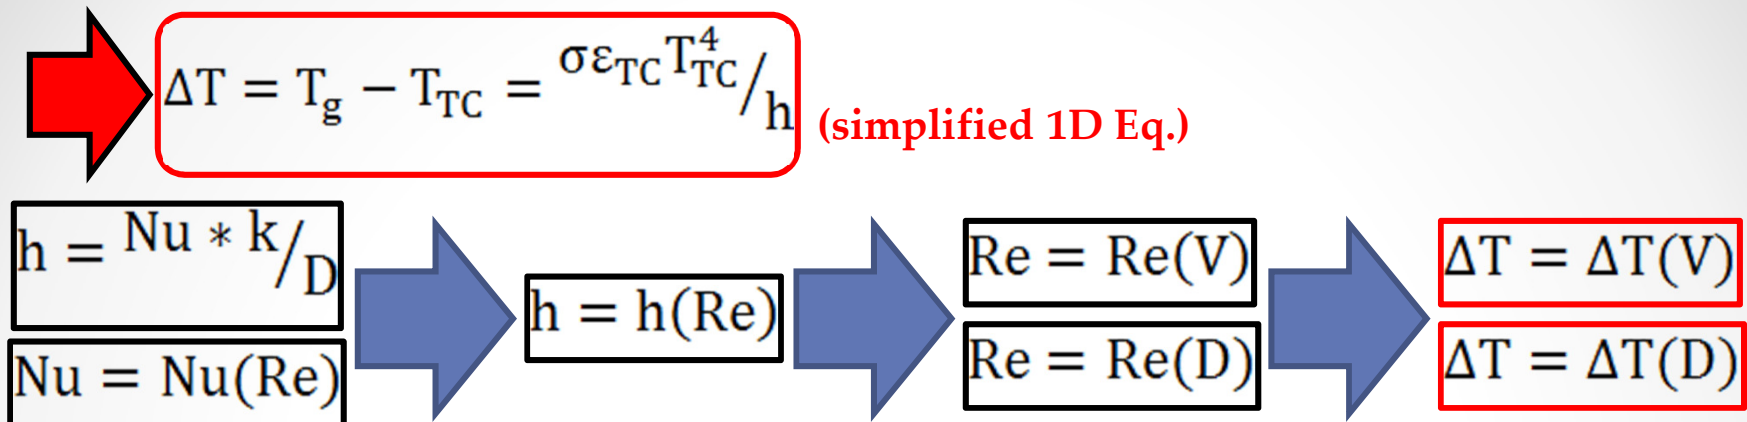 ΔT = T_g − T_TC = σε_TC T_TC^4 / h
(simplified 1D Eq.)
h = Nu * k / D
Nu = Nu(Re)
h = h(Re)
Re = Re(V)
Re = Re(D)
ΔT = ΔT(V)
ΔT = ΔT(D)